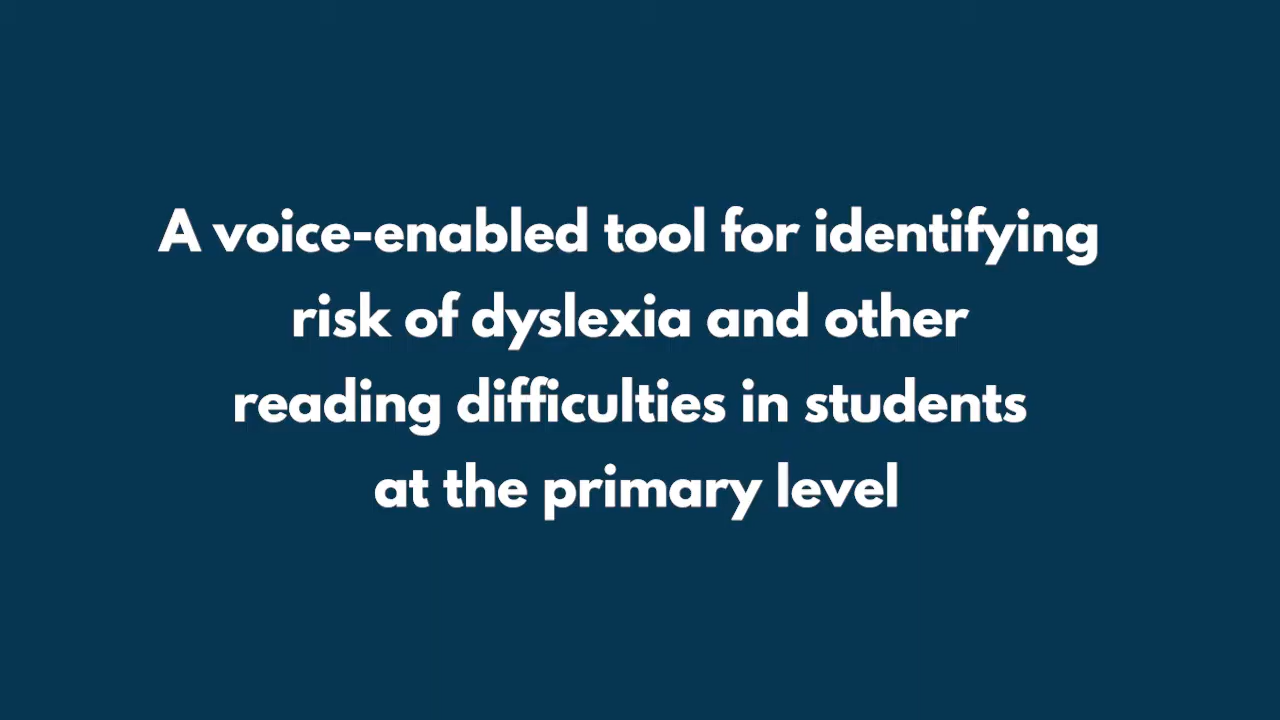 A voice-enabled tool for identifying
risk of dyslexia and other
reading difficulties in students
at the primary level